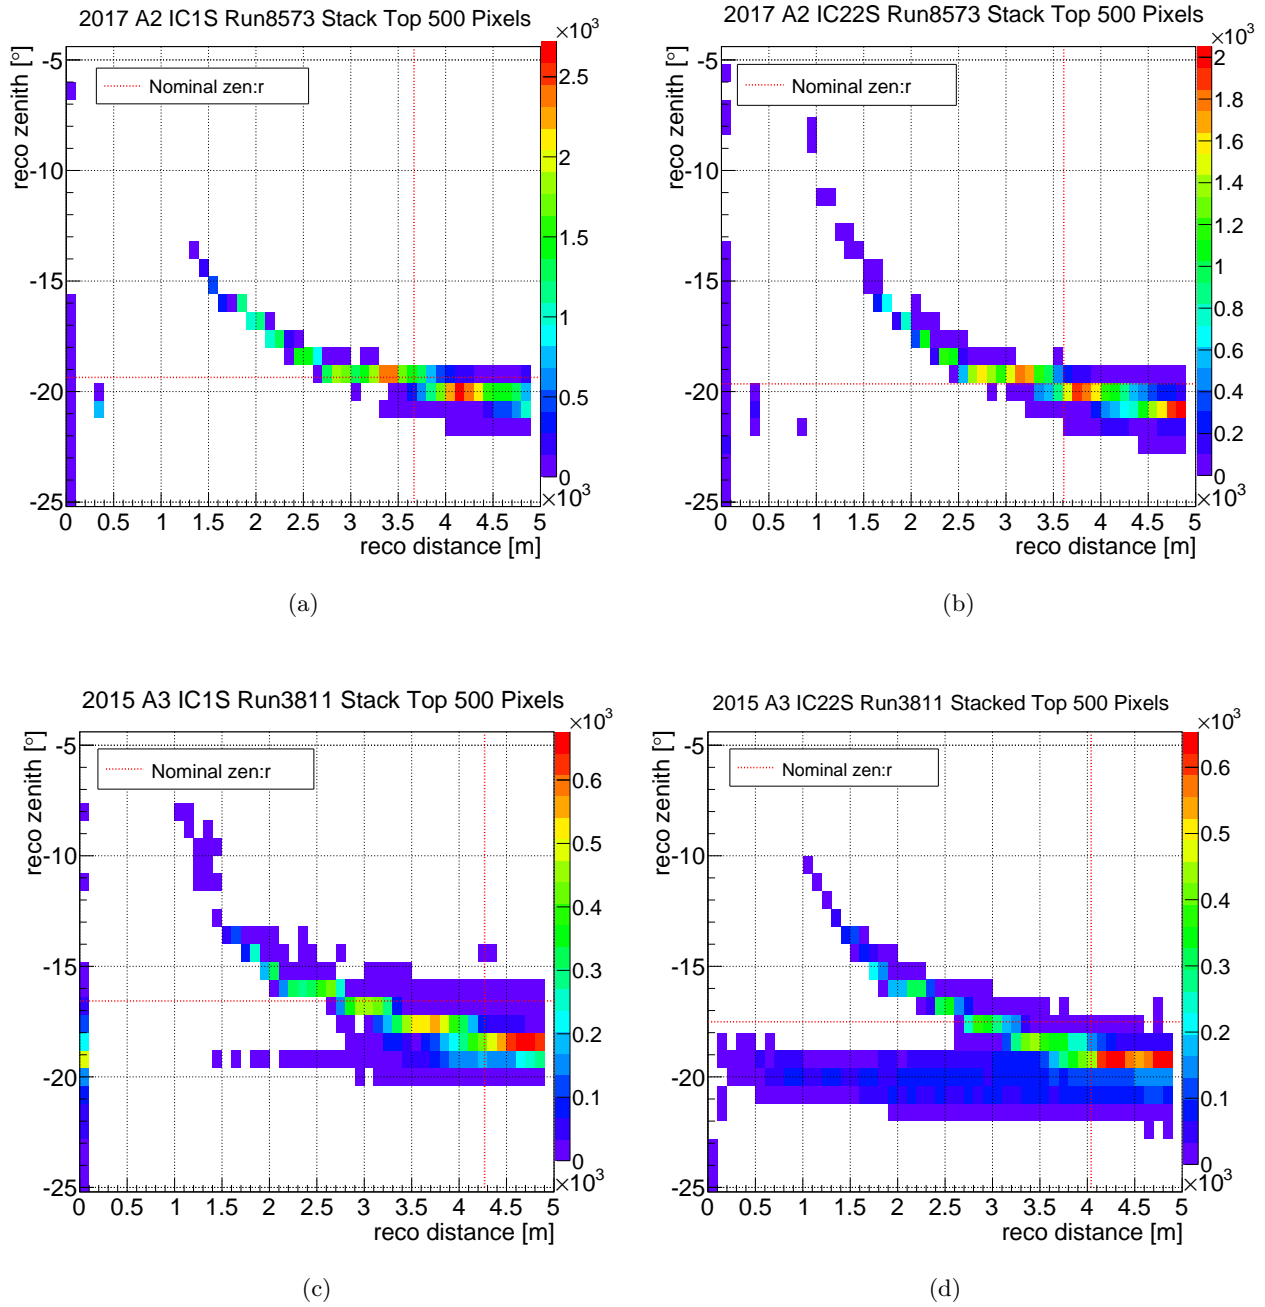 2017 A2 IC1S Run8573 Stack Top 500 Pixels
×10³
reco zenith [°]
-5
-10
-15
-20
-25
Nominal zen:r
2.5
2
1.5
1
0.5
0
×10³
0 0.5 1 1.5 2 2.5 3 3.5 4 4.5 5
reco distance [m]
(a)
2017 A2 IC22S Run8573 Stack Top 500 Pixels
×10³
reco zenith [°]
-5
-10
-15
-20
-25
Nominal zen:r
2
1.8
1.6
1.4
1.2
1
0.8
0.6
0.4
0.2
0
×10³
0 0.5 1 1.5 2 2.5 3 3.5 4 4.5 5
reco distance [m]
(b)
2015 A3 IC1S Run3811 Stack Top 500 Pixels
×10³
reco zenith [°]
-5
-10
-15
-20
-25
Nominal zen:r
0.6
0.5
0.4
0.3
0.2
0.1
0
×10³
0 0.5 1 1.5 2 2.5 3 3.5 4 4.5 5
reco distance [m]
(c)
2015 A3 IC22S Run3811 Stacked Top 500 Pixels
×10³
reco zenith [°]
-5
-10
-15
-20
-25
Nominal zen:r
0.6
0.5
0.4
0.3
0.2
0.1
0
×10³
0 0.5 1 1.5 2 2.5 3 3.5 4 4.5 5
reco distance [m]
(d)